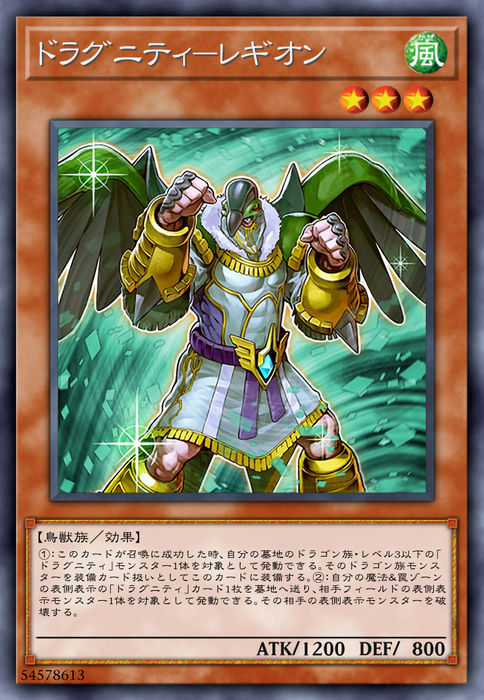 ドラグニティ－レギオン
かぜ
風
【鳥獣族／効果】
①：このカードが召喚に成功した時、自分の墓地のドラゴン族・レベル3以下の「
ドラグニティ」モンスター1体を対象として発動できる。そのドラゴン族モンス
ターを装備カード扱いとしてこのカードに装備する。②：自分の魔法&罠ゾーン
の表側表示の「ドラグニティ」カード1枚を墓地へ送り、相手フィールドの表側表
示モンスター1体を対象として発動できる。その相手の表側表示モンスターを破
壊する。
ATK/1200 DEF/ 800
54578613